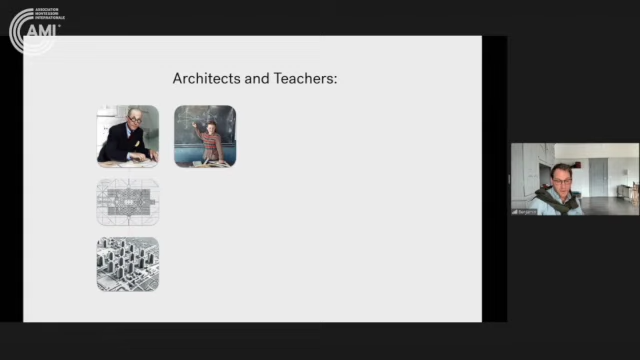 ASSOCIATION
MONTESSORI
INTERNATIONALE
AMI
Architects and Teachers: